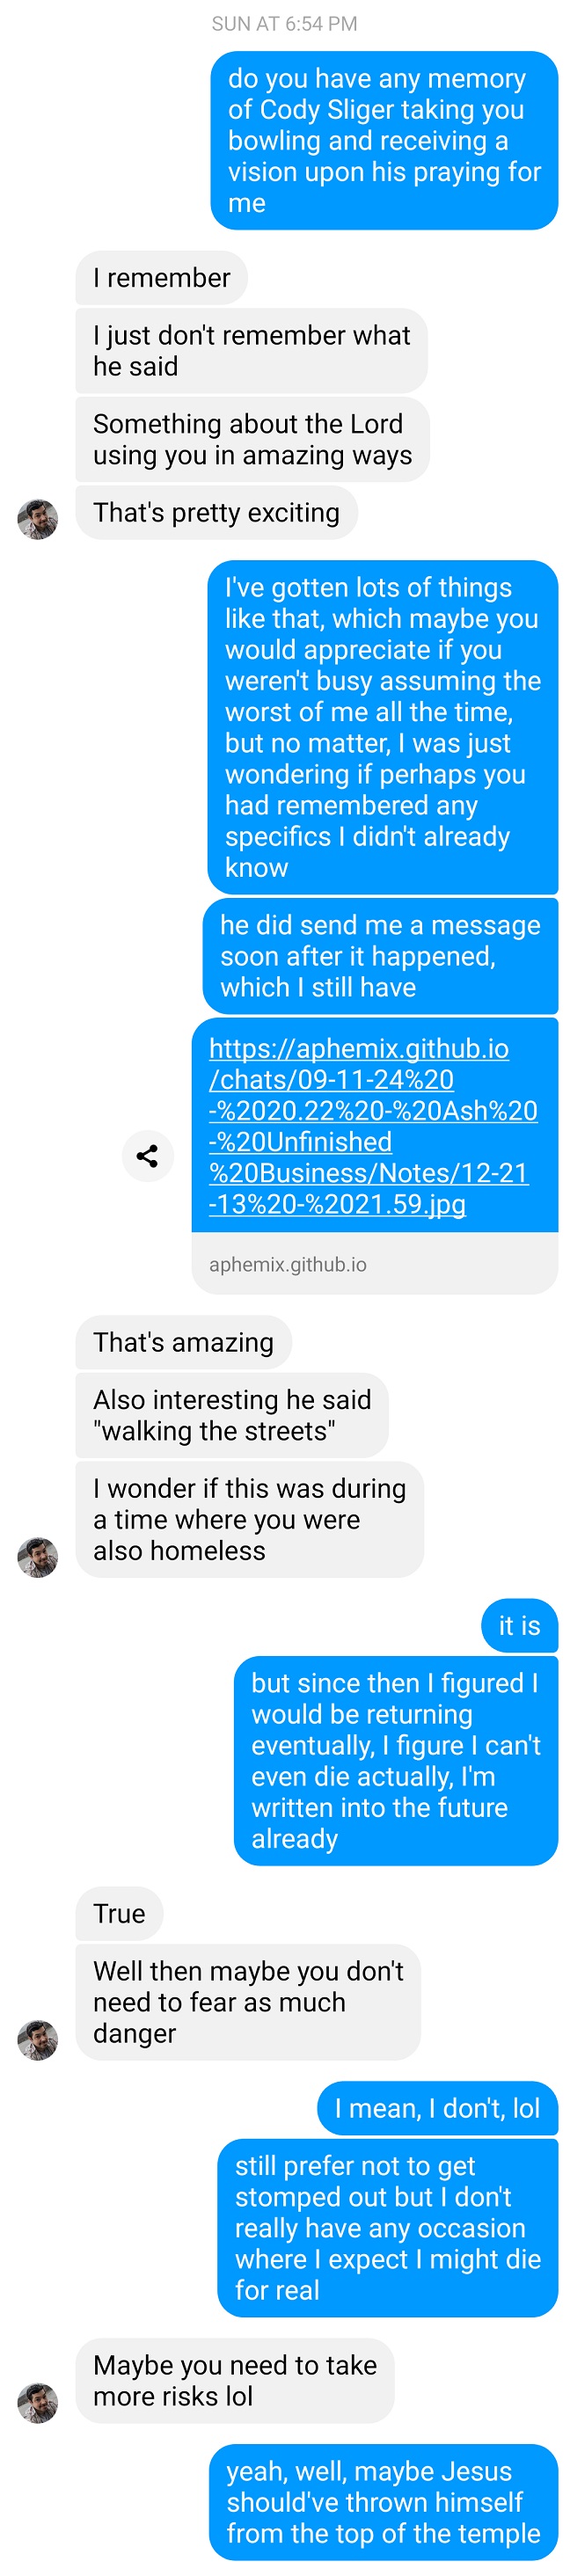 SUN AT 6:54 PM
do you have any memory
of Cody Sliger taking you
bowling and receiving a
vision upon his praying for
me
I remember
I just don't remember what
he said
Something about the Lord
using you in amazing ways
That's pretty exciting
I've gotten lots of things
like that, which maybe you
would appreciate if you
weren't busy assuming the
worst of me all the time,
but no matter, I was just
wondering if perhaps you
had remembered any
specifics I didn't already
know
he did send me a message
soon after it happened,
which I still have
https://aphemix.github.io
/chats/09-11-24%20
-%2020.22%20-%20Ash%20
-%20Unfinished
%20Business/Notes/12-21
-13%20-%2021.59.jpg
aphemix.github.io
That's amazing
Also interesting he said
"walking the streets"
I wonder if this was during
a time where you were
also homeless
it is
but since then I figured I
would be returning
eventually, I figure I can't
even die actually, I'm
written into the future
already
True
Well then maybe you don't
need to fear as much
danger
I mean, I don't, lol
still prefer not to get
stomped out but I don't
really have any occasion
where I expect I might die
for real
Maybe you need to take
more risks lol
yeah, well, maybe Jesus
should've thrown himself
from the top of the temple